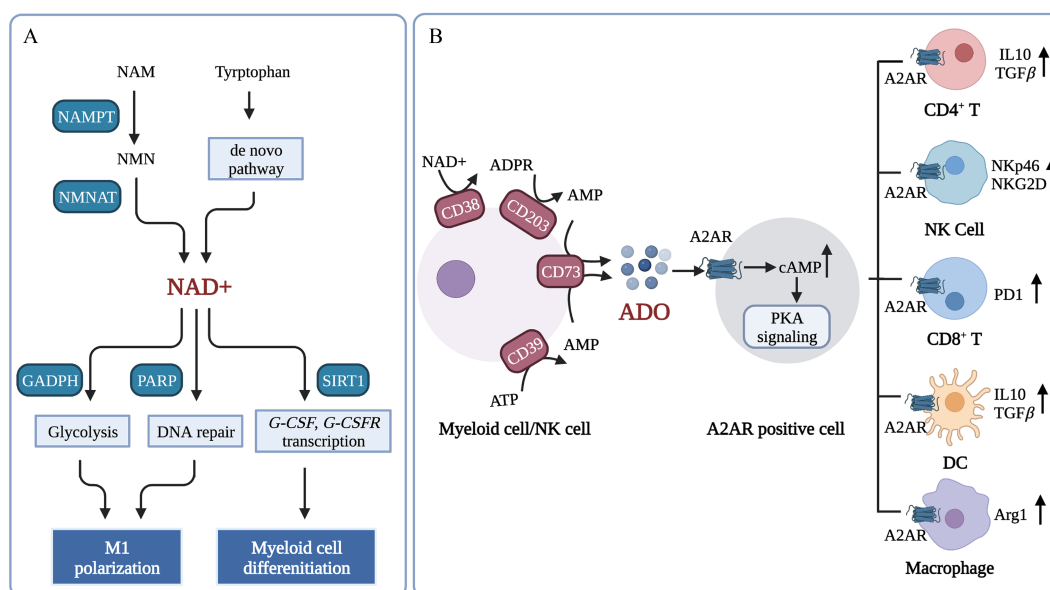 A
NAM
Tyrptophan
NAMPT
de novo
pathway
NMN
NMNAT
NAD+
GADPH
PARP
SIRT1
Glycolysis
DNA repair
G-CSF, G-CSFR
transcription
M1
polarization
Myeloid cell
differenitiation
B
NAD+
ADPR
AMP
CD38
CD203
CD73
ADO
AMP
CD39
ATP
Myeloid cell/NK cell
A2AR
cAMP
PKA
signaling
A2AR positive cell
A2AR
IL10
TGFβ
CD4⁺ T
A2AR
NKp46
NKG2D
NK Cell
A2AR
PD1
CD8⁺ T
A2AR
IL10
TGFβ
DC
A2AR
Arg1
Macrophage